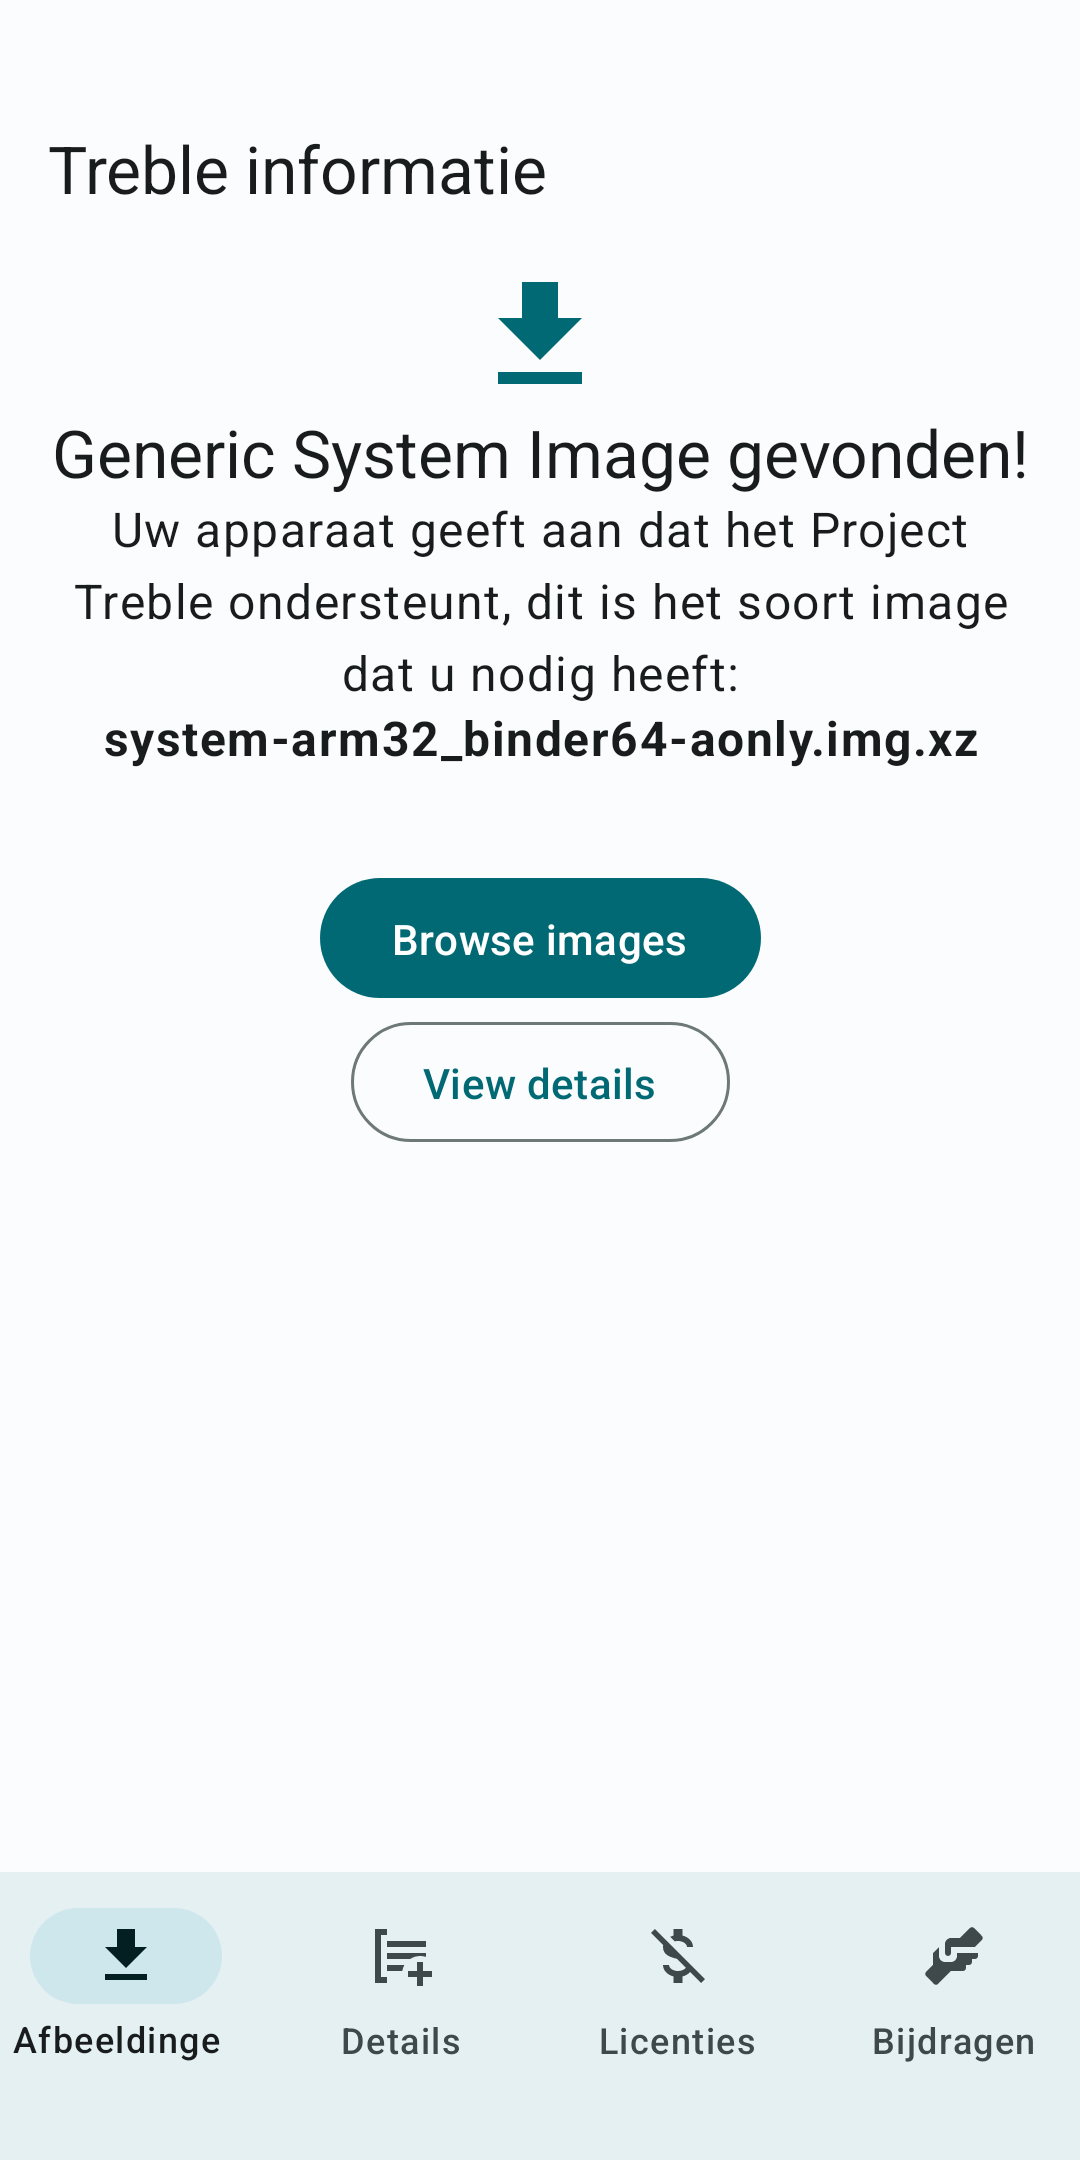 Treble informatie
Generic System Image gevonden!
Uw apparaat geeft aan dat het Project
Treble ondersteunt, dit is het soort image
dat u nodig heeft:
system-arm32_binder64-aonly.img.xz
Browse images
View details
Afbeeldinge
Details
Licenties
Bijdragen